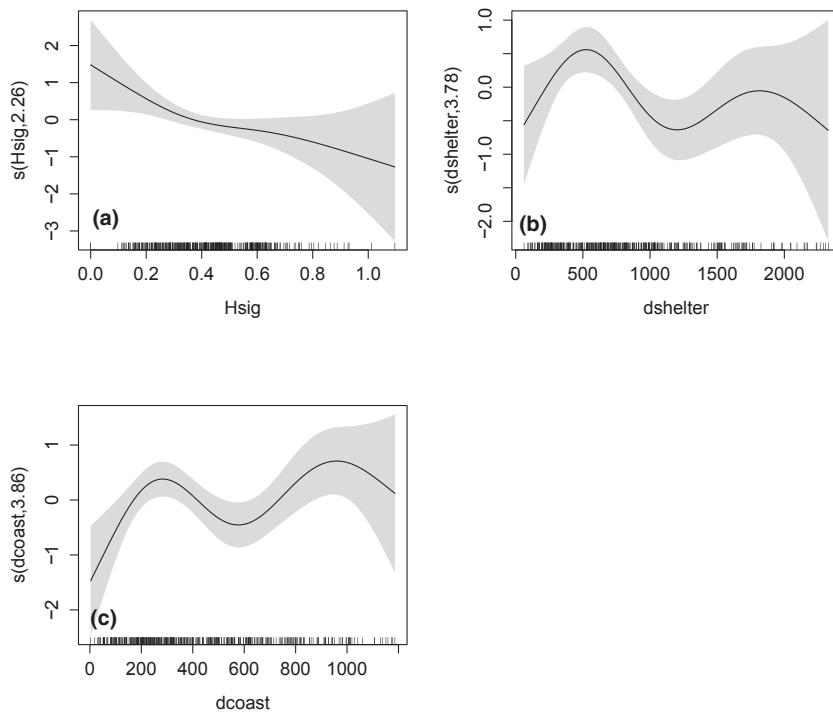 s(Hsig,2.26)
2
1
0
−1
−2
−3
(a)
0.0 0.2 0.4 0.6 0.8 1.0
Hsig
s(dshelter,3.78)
1.0
0.0
−1.0
−2.0
(b)
0 500 1000 1500 2000
dshelter
s(dcoast,3.86)
1
0
−1
−2
(c)
0 200 400 600 800 1000
dcoast